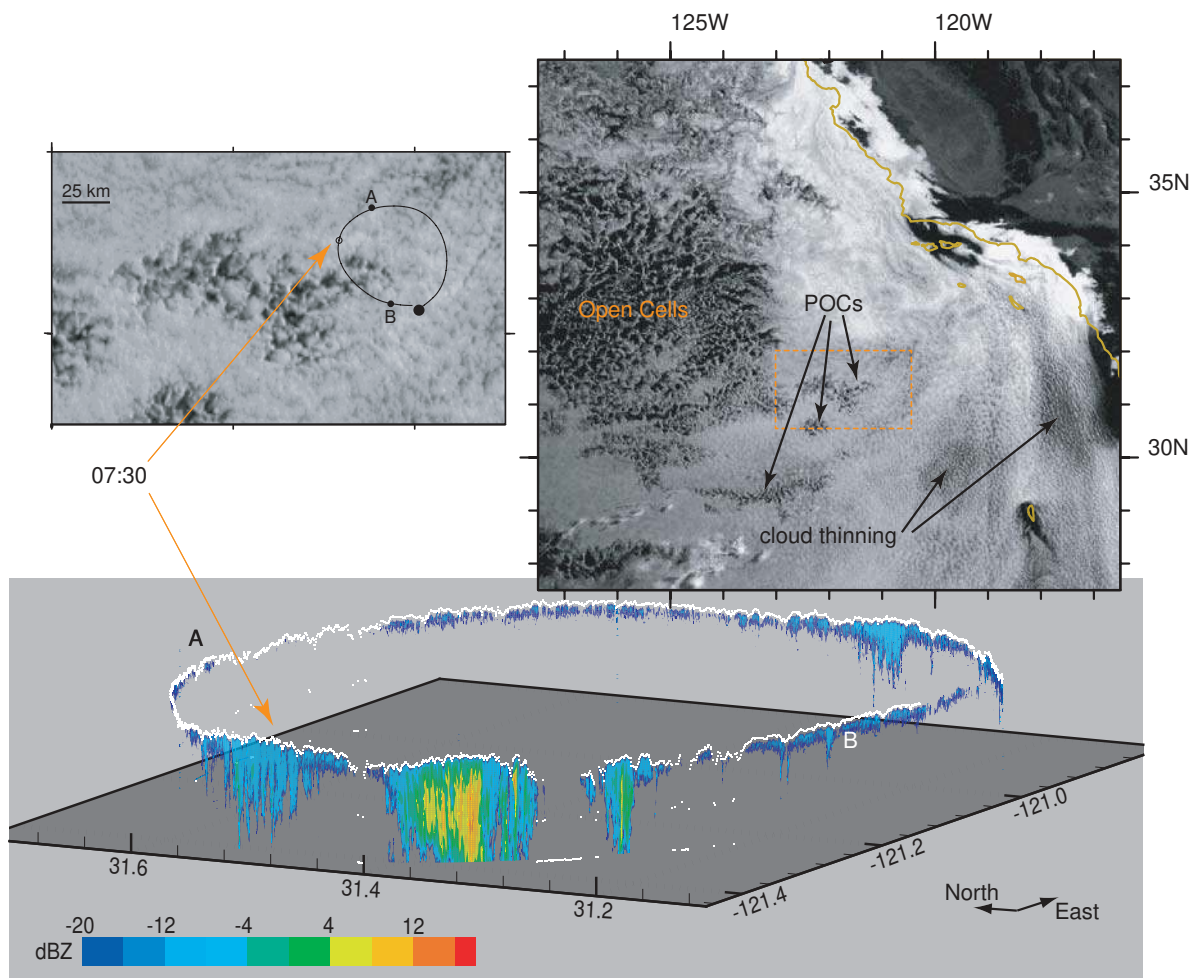 125W
120W
35N
30N
25 km
A
B
Open Cells
POCs
cloud thinning
07:30
A
B
31.6
31.4
31.2
-121.4
-121.2
-121.0
North
East
-20
-12
-4
4
12
dBZ